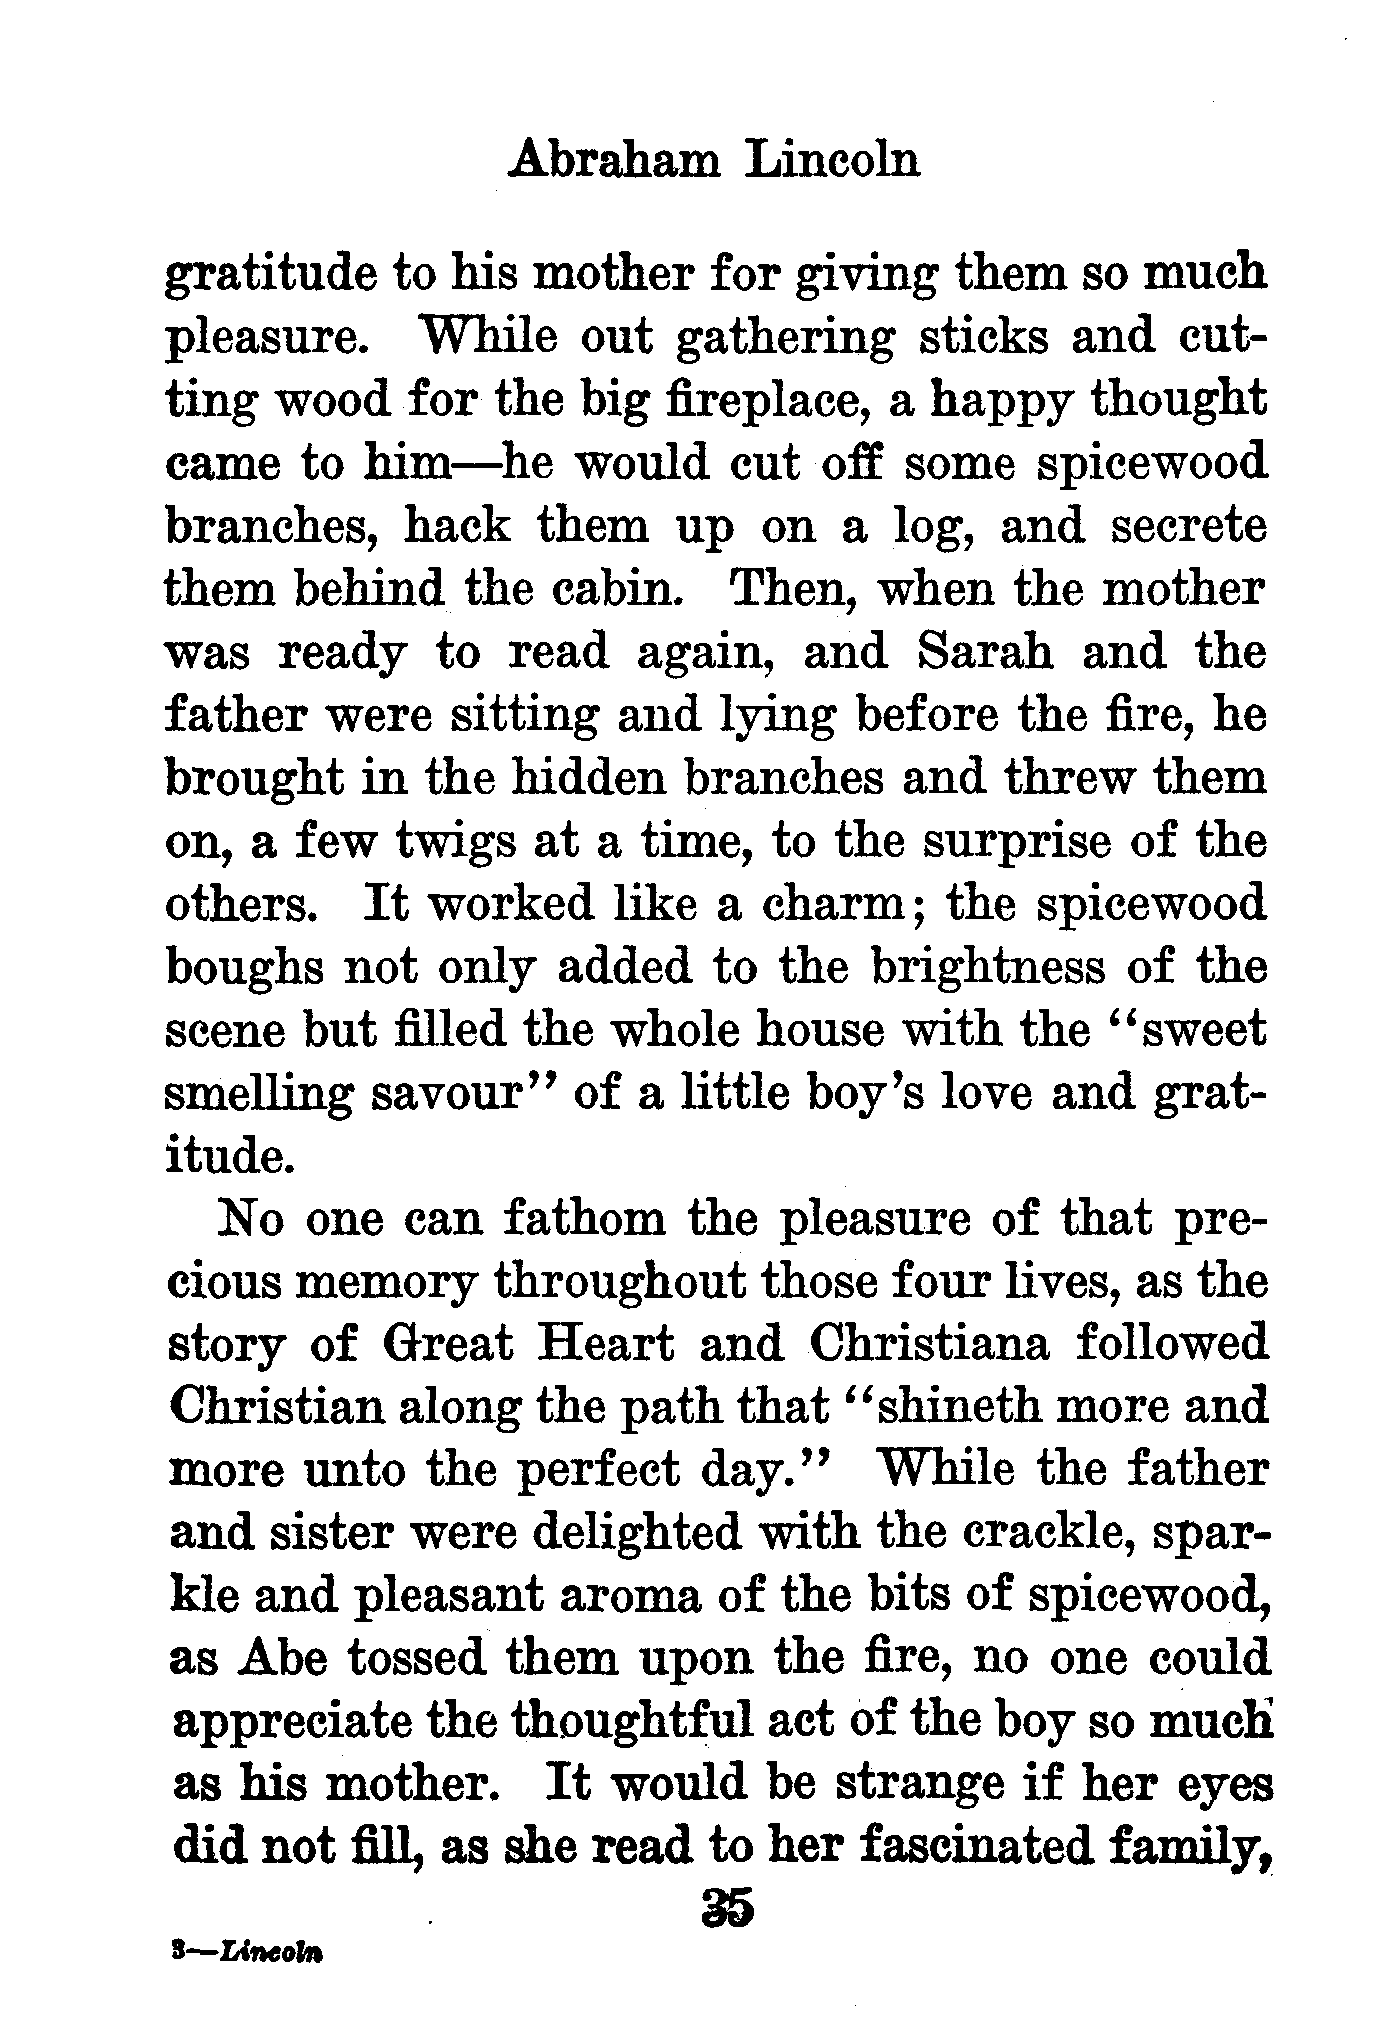 Abraham Lincoln
gratitude to his mother for giving them so much
pleasure. While out gathering sticks and cut-
ting wood for the big fireplace, a happy thought
came to him—he would cut off some spicewood
branches, hack them up on a log, and secrete
them behind the cabin. Then, when the mother
was ready to read again, and Sarah and the
father were sitting and lying before the fire, he
brought in the hidden branches and threw them
on, a few twigs at a time, to the surprise of the
others. It worked like a charm; the spicewood
boughs not only added to the brightness of the
scene but filled the whole house with the “sweet
smelling savour” of a little boy’s love and grat-
itude.
No one can fathom the pleasure of that pre-
cious memory throughout those four lives, as the
story of Great Heart and Christiana followed
Christian along the path that “shineth more and
more unto the perfect day.” While the father
and sister were delighted with the crackle, spar-
kle and pleasant aroma of the bits of spicewood,
as Abe tossed them upon the fire, no one could
appreciate the thoughtful act of the boy so much
as his mother. It would be strange if her eyes
did not fill, as she read to her fascinated family,
35
3—Lincoln